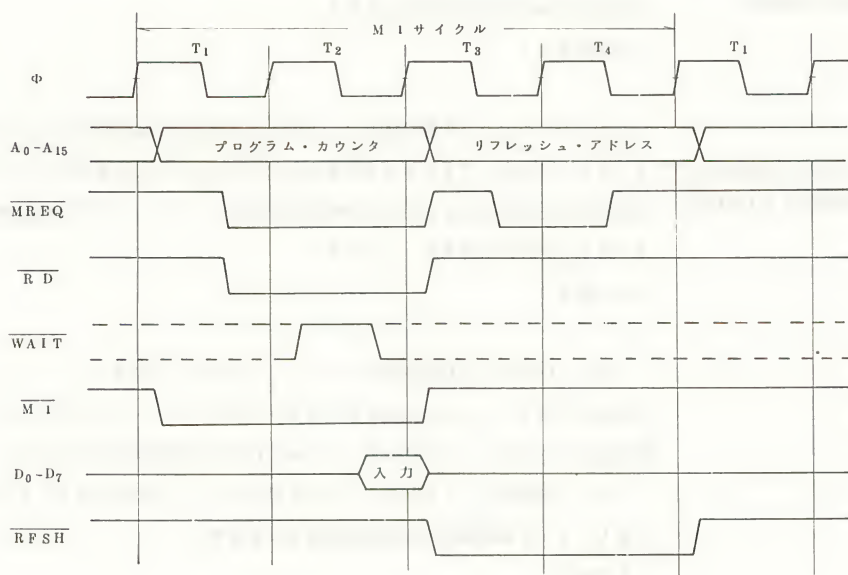 M1サイクル
T1 T2 T3 T4 T1
Φ
A0-A15 プログラム・カウンタ リフレッシュ・アドレス
MREQ
RD
WAIT
M1
D0-D7 入力
RFSH